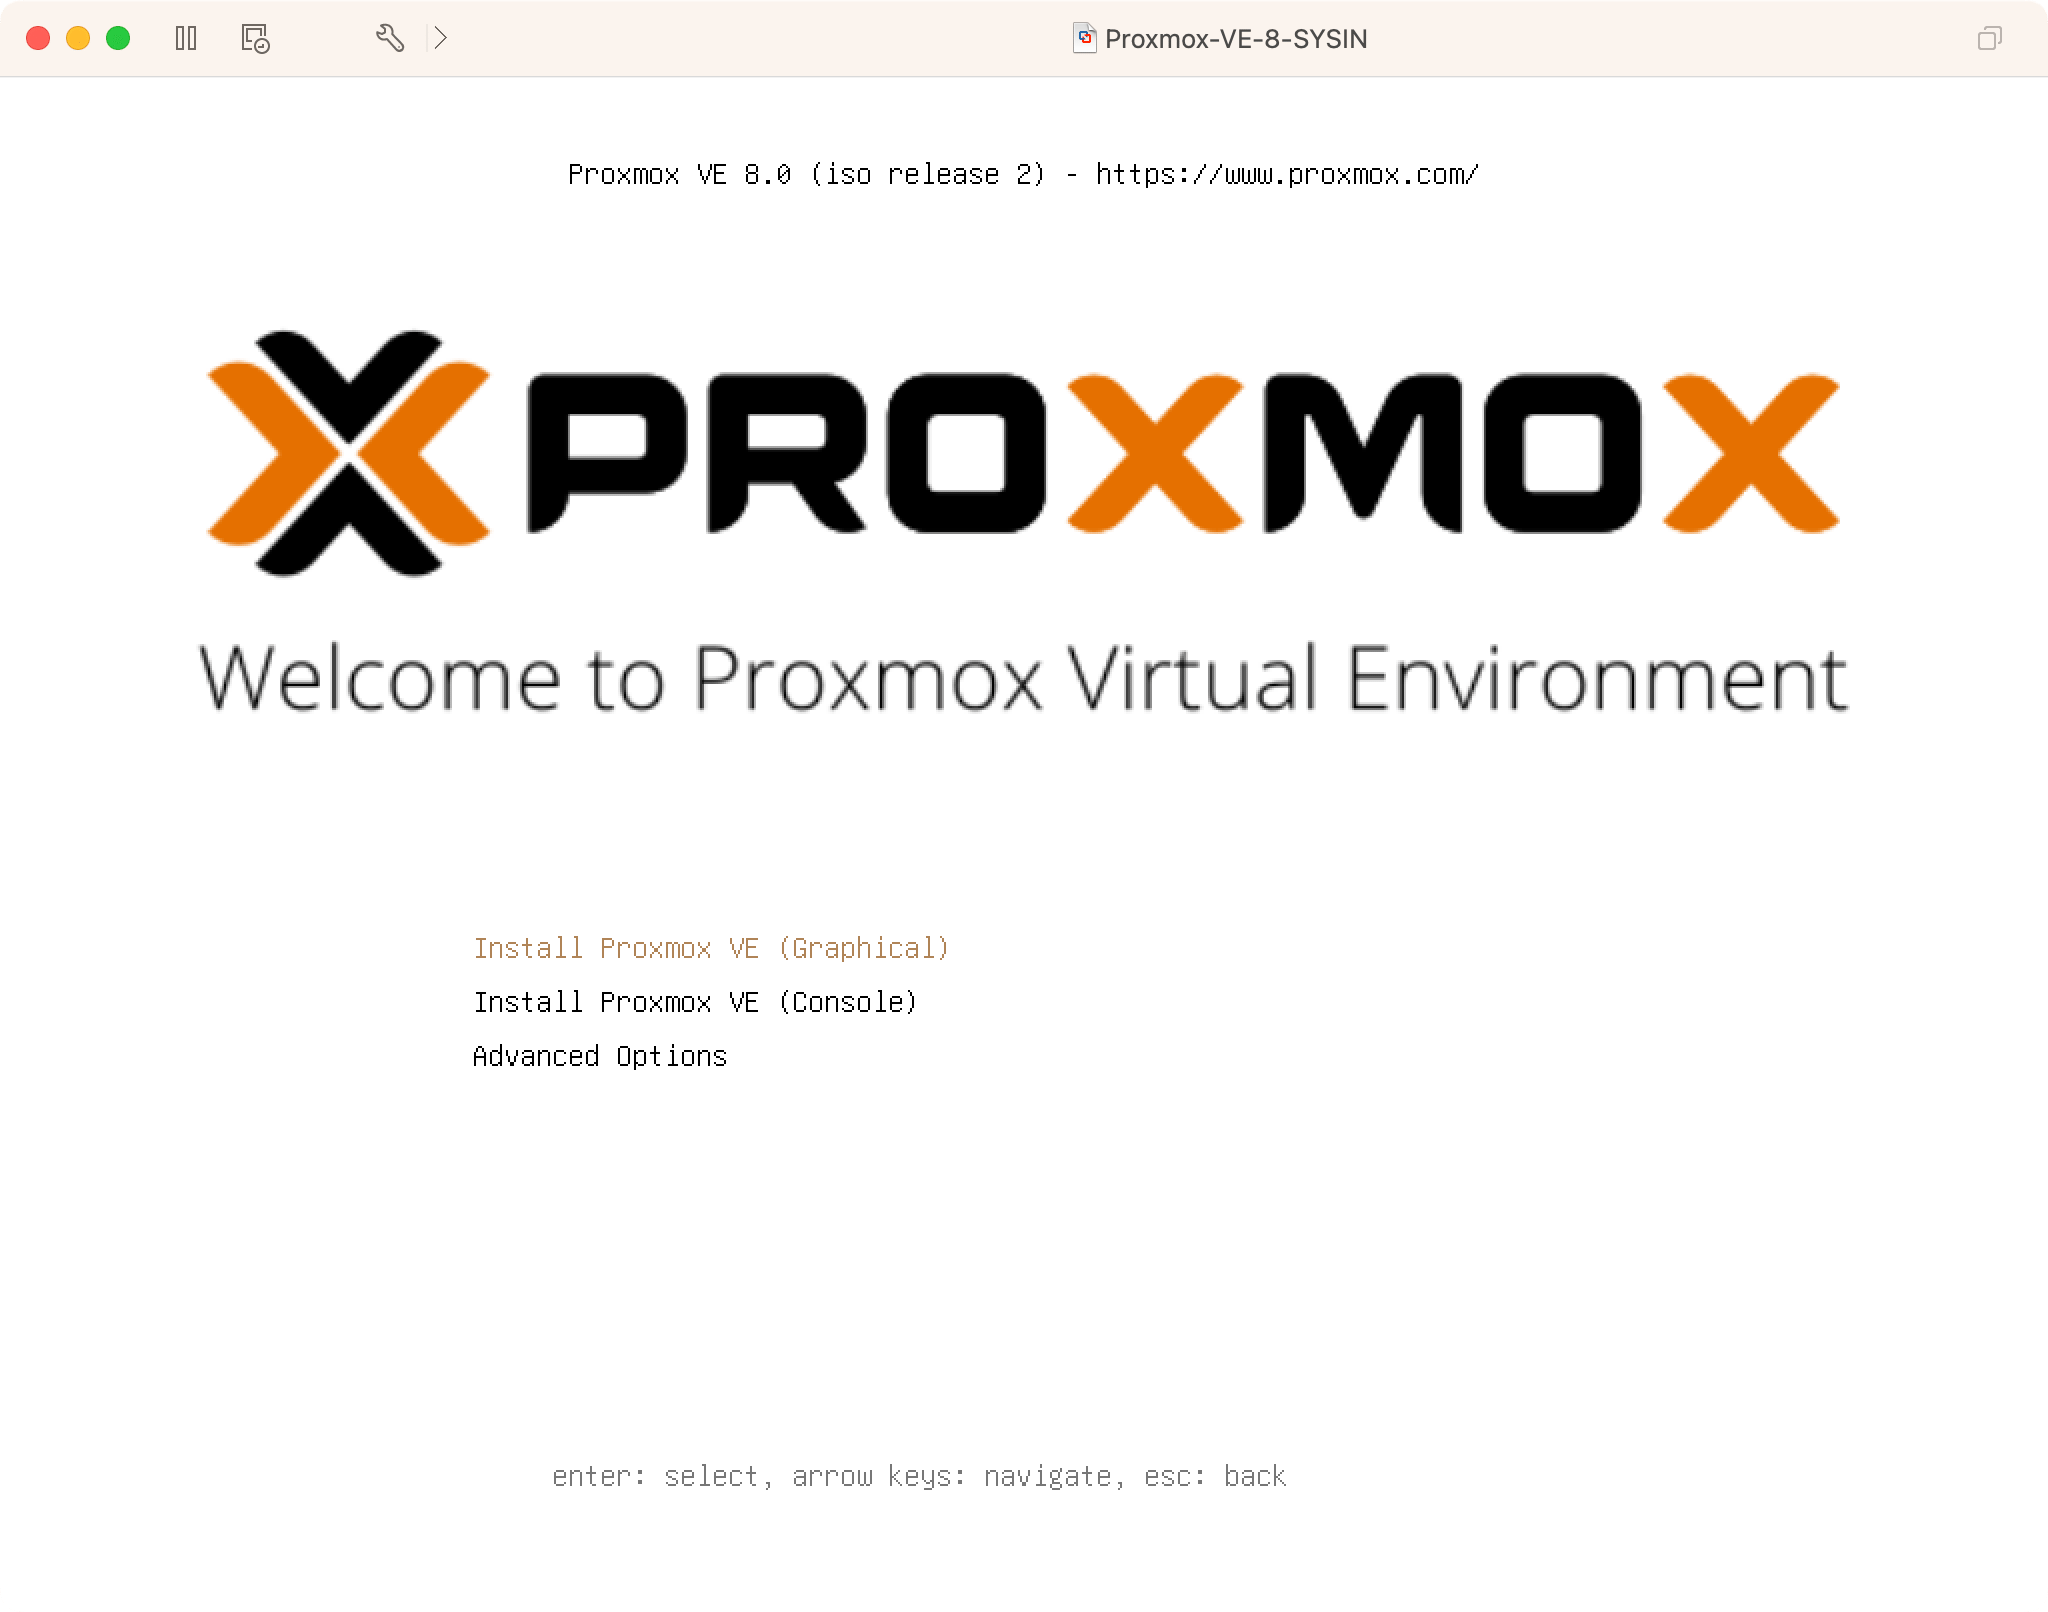 Proxmox-VE-8-SYSIN
Proxmox VE 8.0 (iso release 2) - https://www.proxmox.com/
PROXMOX
Welcome to Proxmox Virtual Environment
Install Proxmox VE (Graphical)
Install Proxmox VE (Console)
Advanced Options
enter: select, arrow keys: navigate, esc: back